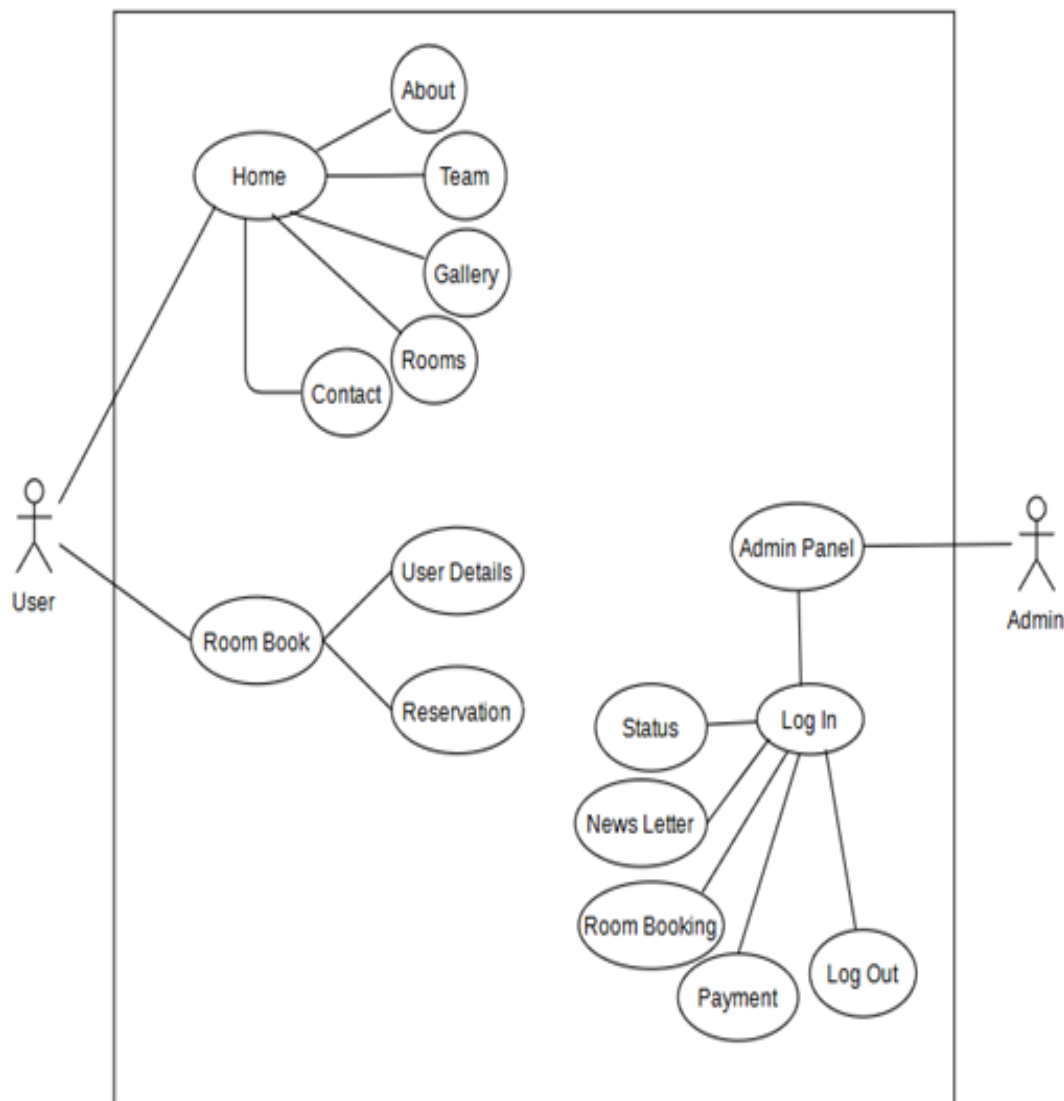 About
Home
Team
Gallery
Rooms
Contact
User
User Details
Room Book
Reservation
Admin Panel
Admin
Status
Log In
News Letter
Room Booking
Payment
Log Out